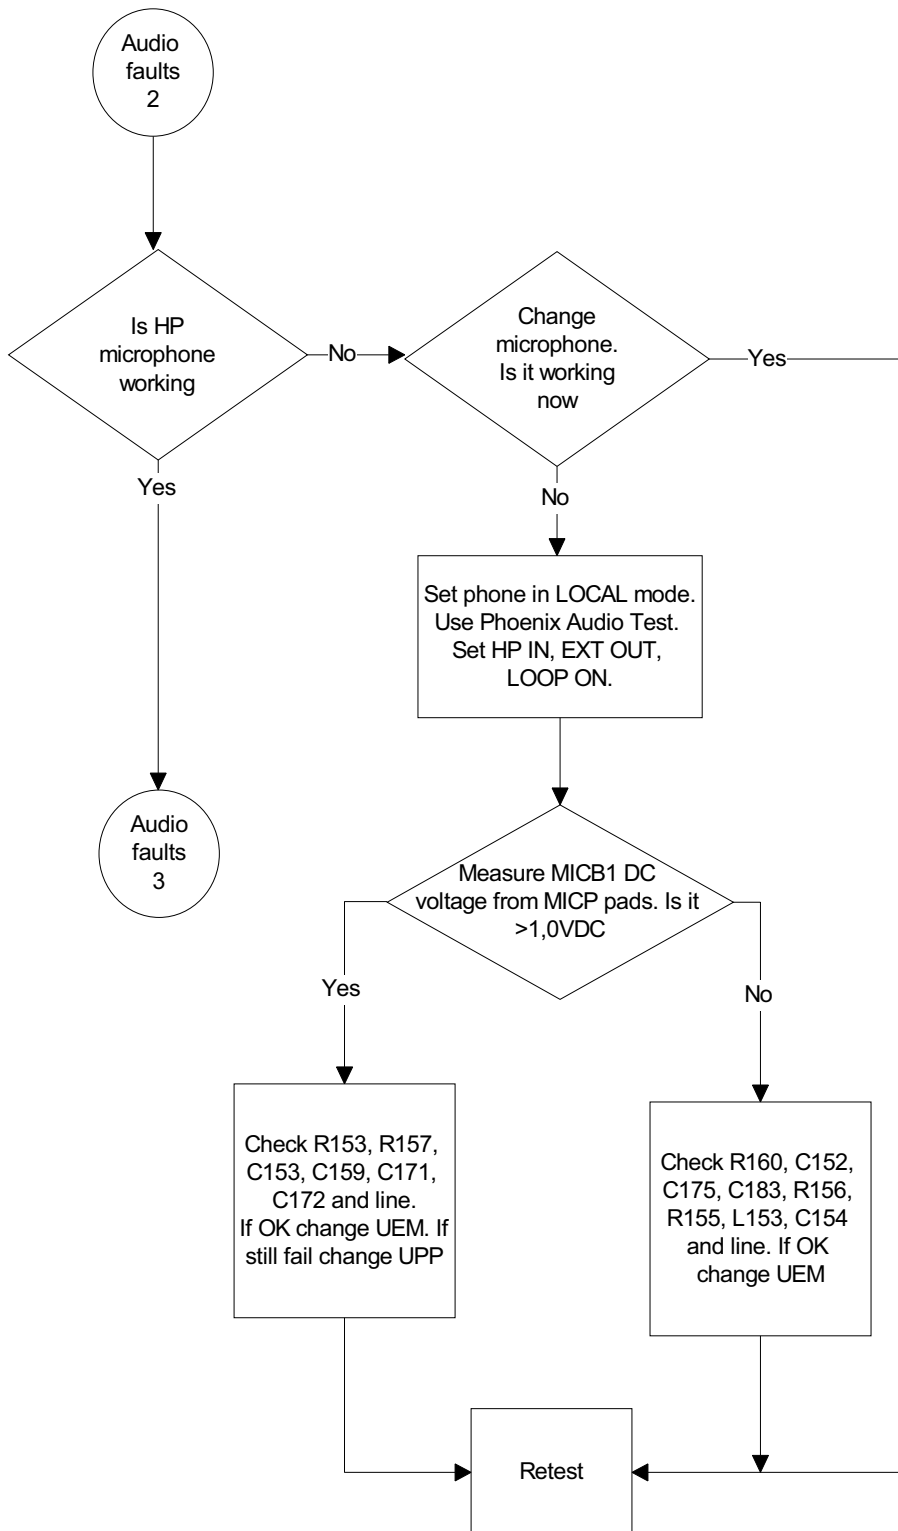 Audio
faults
2
Is HP
microphone
working
No
Change
microphone.
Is it working
now
Yes
Yes
No
Set phone in LOCAL mode.
Use Phoenix Audio Test.
Set HP IN, EXT OUT,
LOOP ON.
Audio
faults
3
Measure MICB1 DC
voltage from MICP pads. Is it
>1,0VDC
Yes
No
Check R153, R157,
C153, C159, C171,
C172 and line.
If OK change UEM. If
still fail change UPP
Check R160, C152,
C175, C183, R156,
R155, L153, C154
and line. If OK
change UEM
Retest